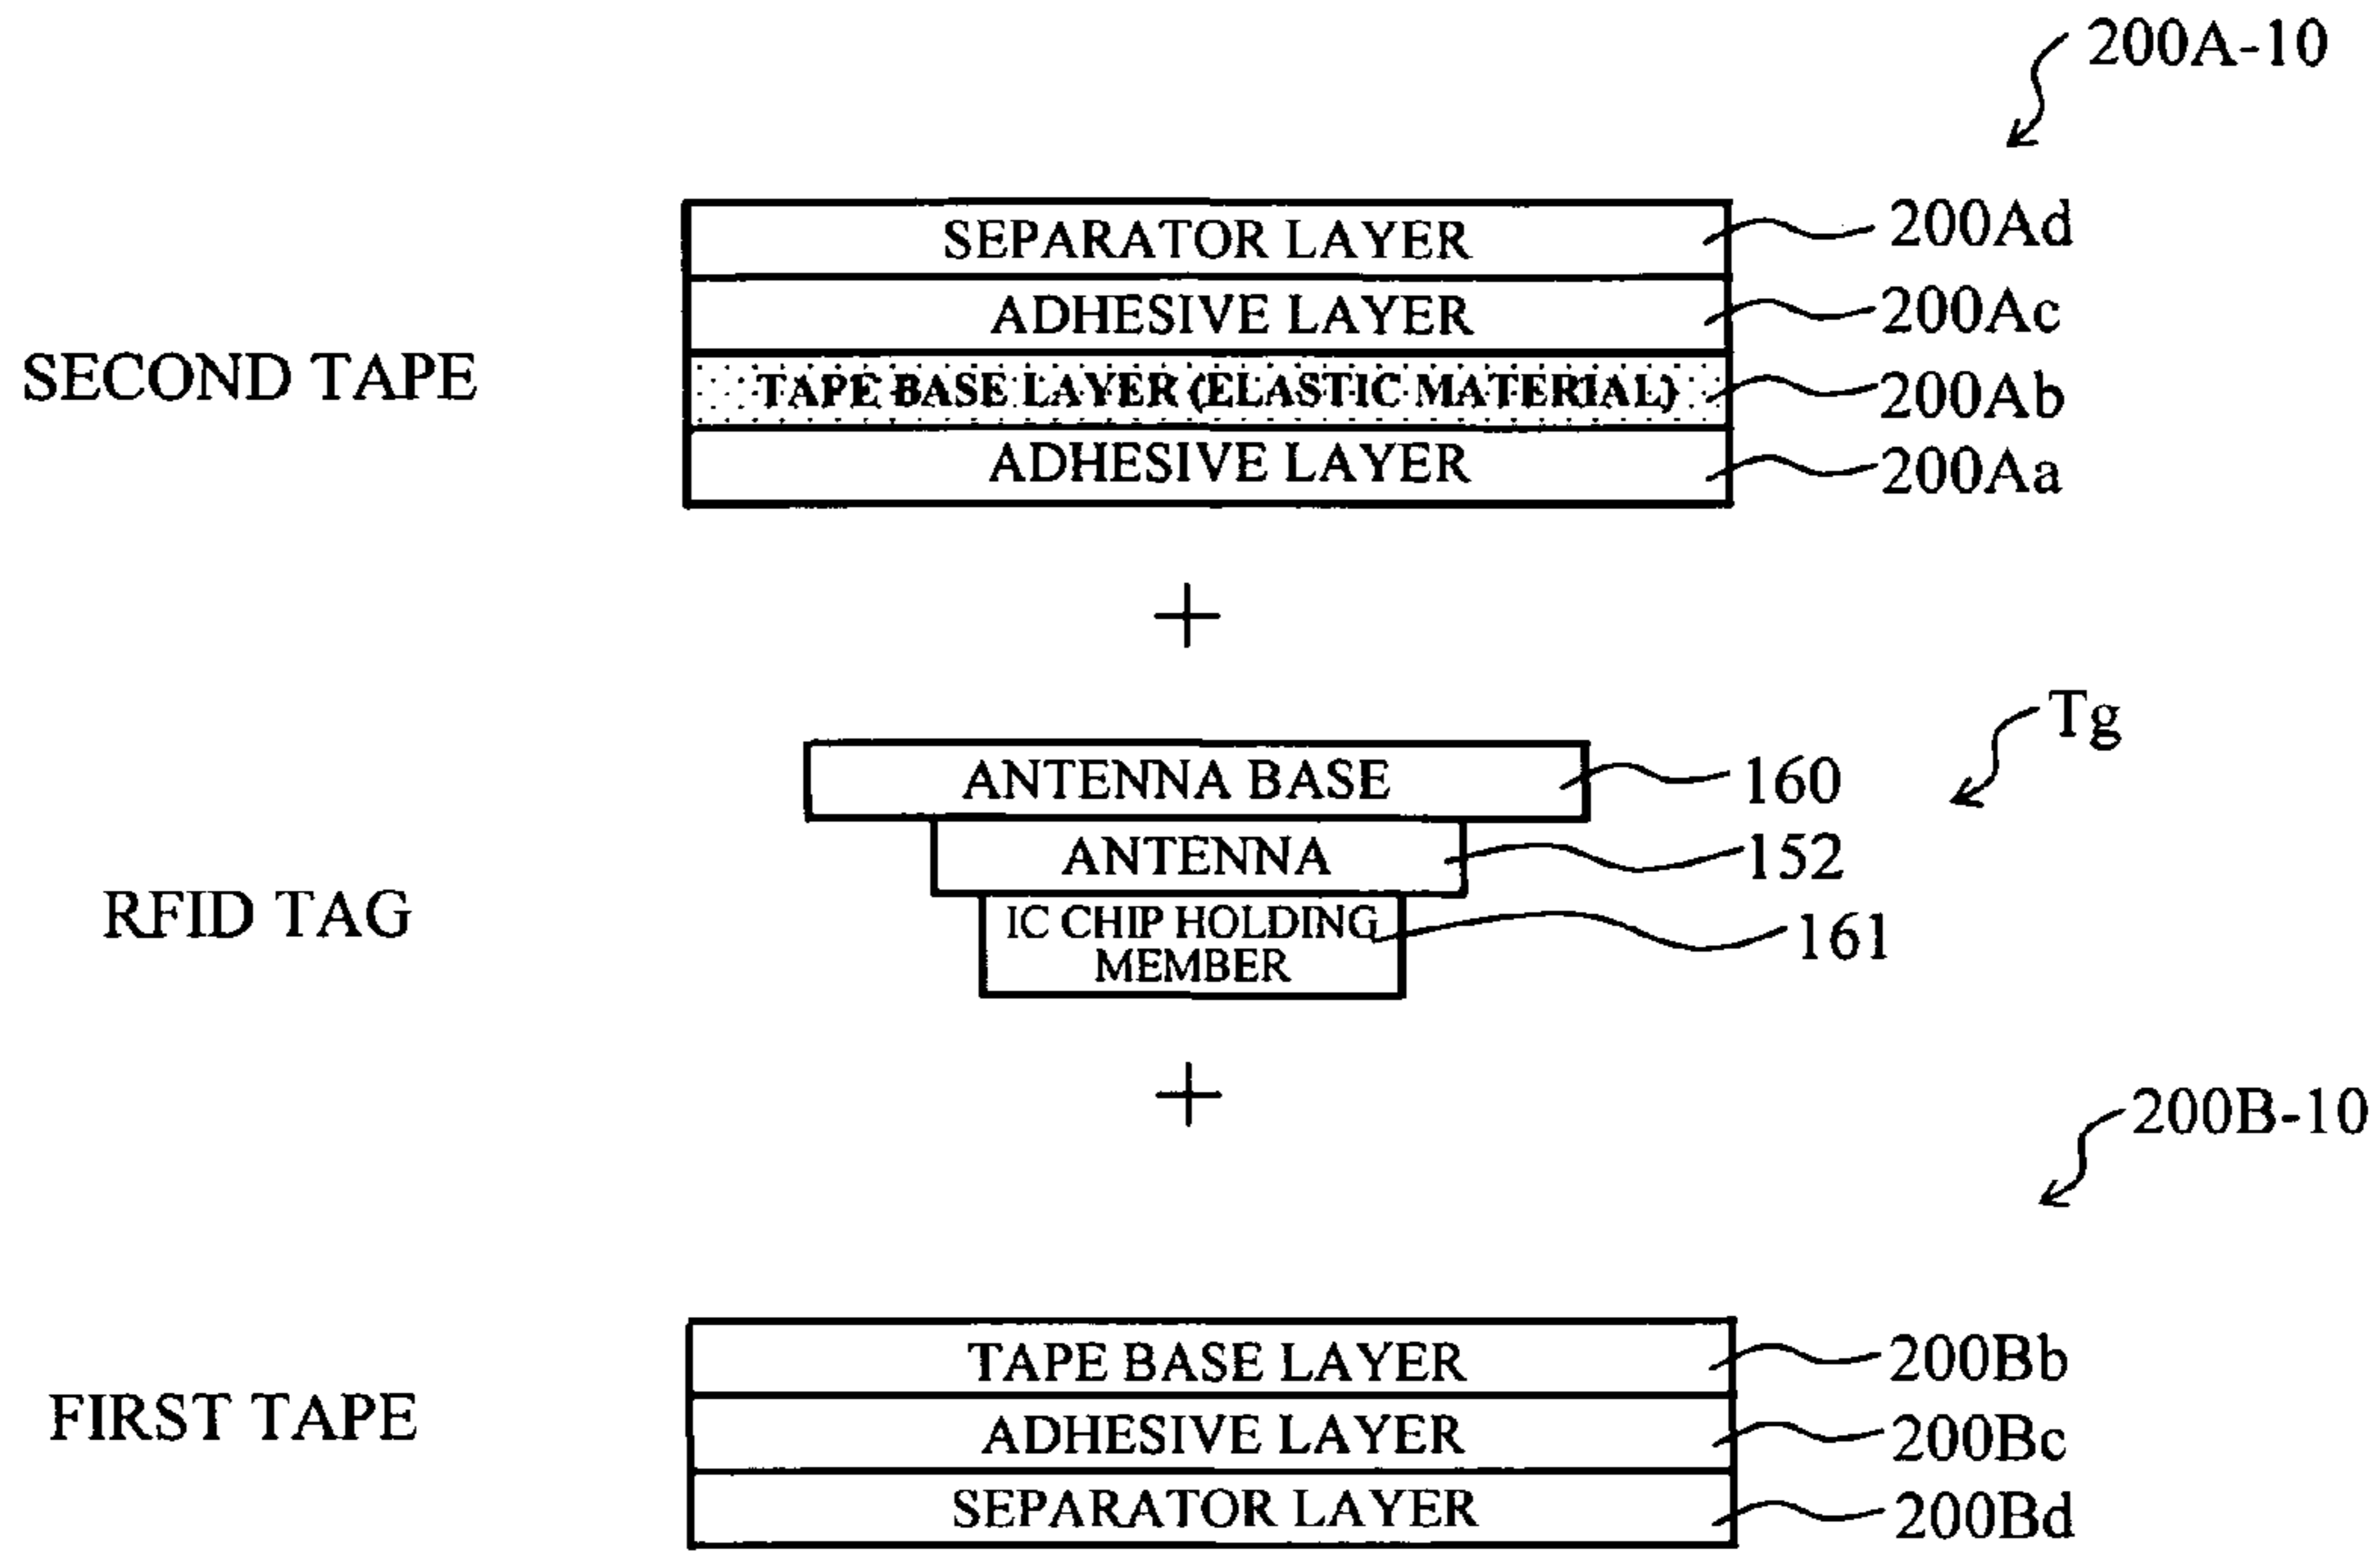 200A-10
SEPARATOR LAYER 200Ad
ADHESIVE LAYER 200Ac
SECOND TAPE
TAPE BASE LAYER (ELASTIC MATERIAL) 200Ab
ADHESIVE LAYER 200Aa
+
Tg
ANTENNA BASE 160
ANTENNA 152
RFID TAG
IC CHIP HOLDING
MEMBER
161
+
200B-10
TAPE BASE LAYER 200Bb
FIRST TAPE
ADHESIVE LAYER 200Bc
SEPARATOR LAYER 200Bd